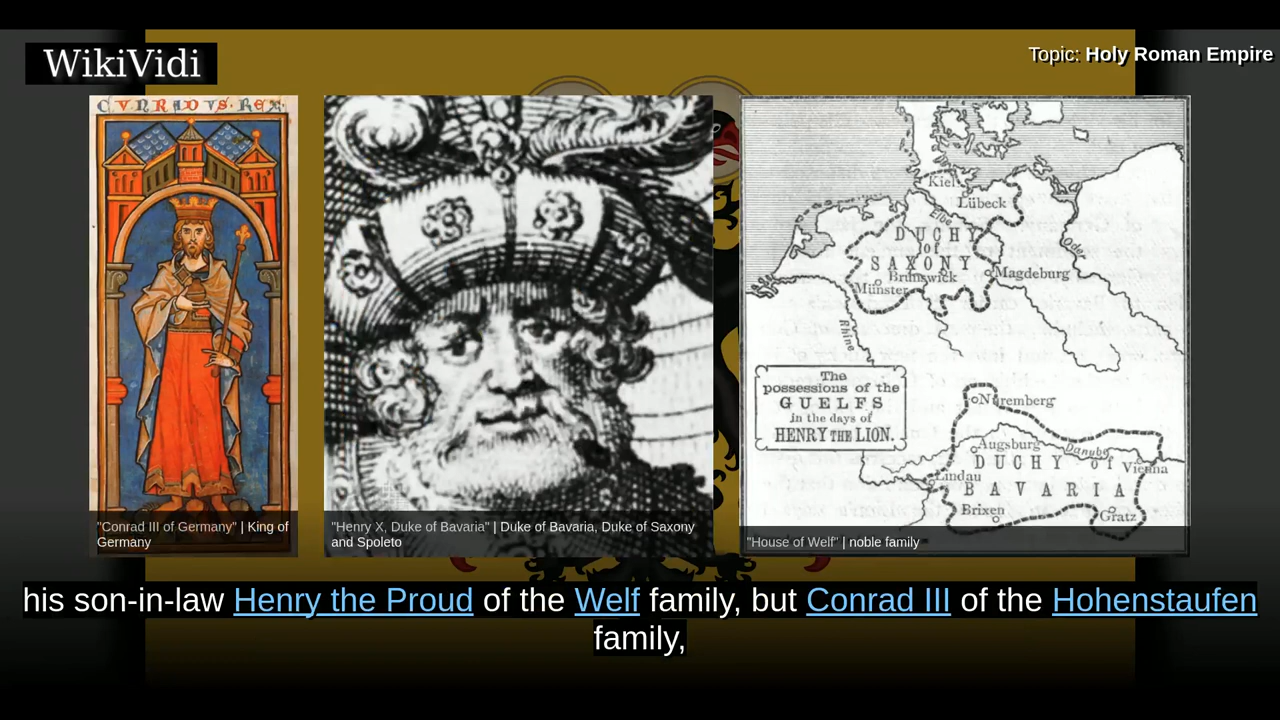 WikiVidi
Topic: Holy Roman Empire
CVNRADVS·REX·
"Conrad III of Germany" | King of
Germany
"Henry X, Duke of Bavaria" | Duke of Bavaria, Duke of Saxony
and Spoleto
Kiel
Lübeck
Elbe
DUCHY
of
SAXONY
Brunswick
Magdeburg
Münster
Oder
Rhine
The
possessions of the
GUELFS
in the days of
HENRY THE LION.
Nuremberg
Augsburg
Danube
DUCHY of
Vienna
Lindau
BAVARIA
Brixen
Gratz
"House of Welf" | noble family
his son-in-law Henry the Proud of the Welf family, but Conrad III of the Hohenstaufen
family,